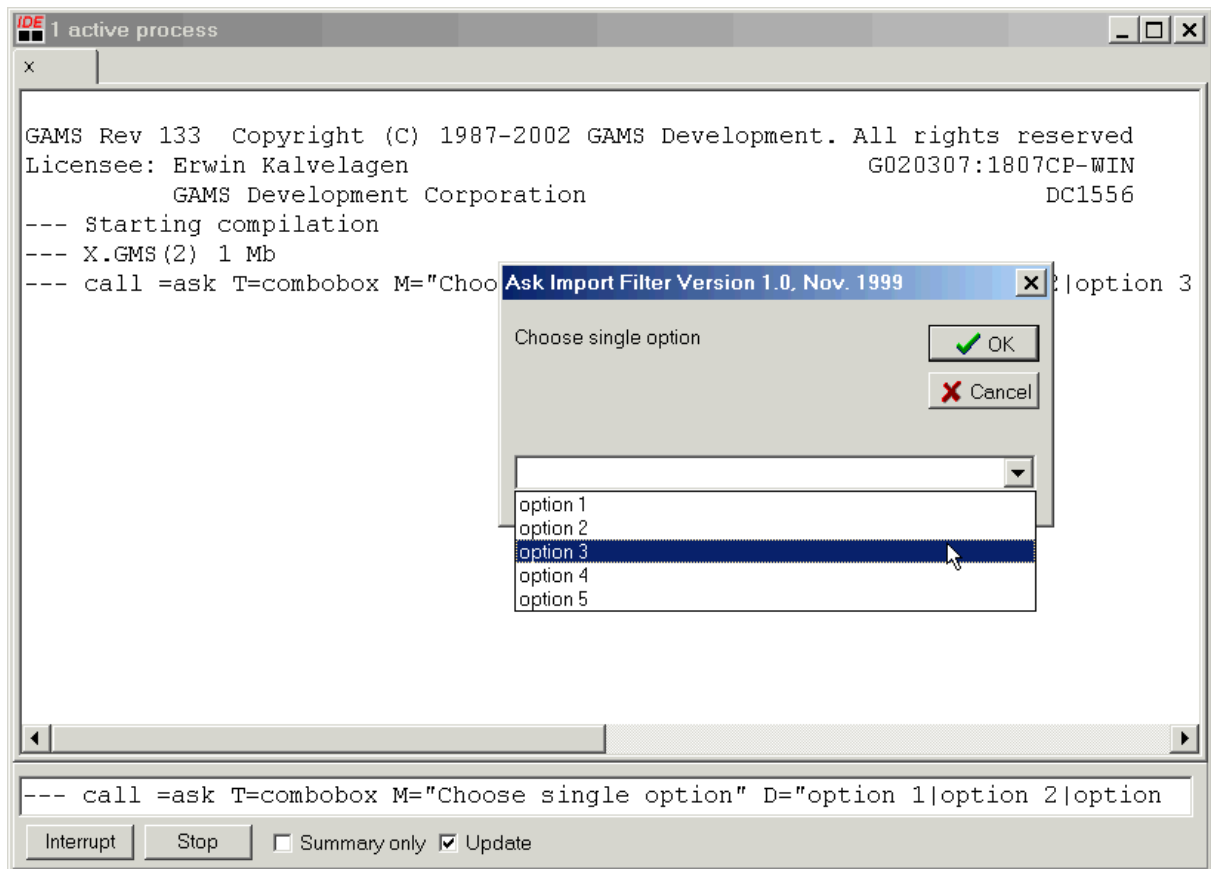 IDE 1 active process
x
GAMS Rev 133 Copyright (C) 1987-2002 GAMS Development. All rights reserved
Licensee: Erwin Kalvelagen G020307:1807CP-WIN
GAMS Development Corporation DC1556
--- Starting compilation
--- X.GMS(2) 1 Mb
--- call =ask T=combobox M="Choo 2|option 3
Ask Import Filter Version 1.0, Nov. 1999
Choose single option
OK
Cancel
option 1
option 2
option 3
option 4
option 5
--- call =ask T=combobox M="Choose single option" D="option 1|option 2|option
Interrupt Stop Summary only Update